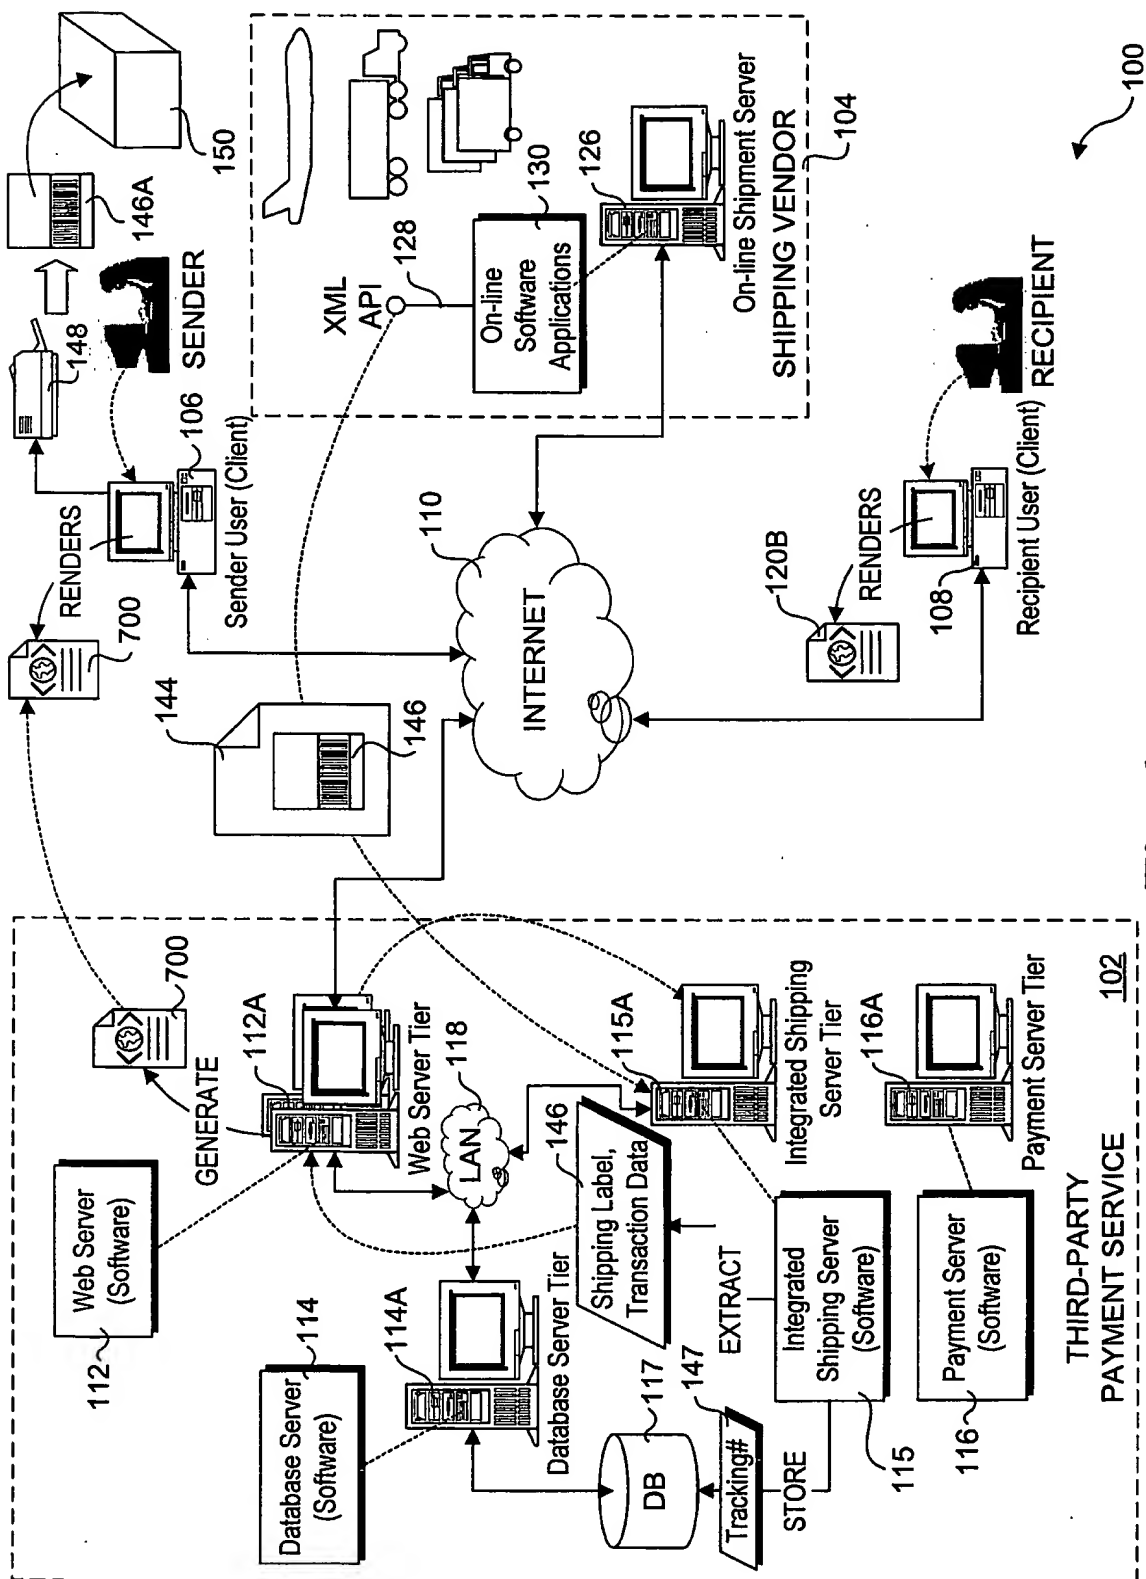 700
RENDERS
148
146A
150
SENDER
106
Sender User (Client)
144
146
XML
API
128
130
On-line
Software
Applications
126
On-line Shipment Server
SHIPPING VENDOR
104
100
110
INTERNET
120B
RENDERS
108
Recipient User (Client)
RECIPIENT
Web Server
(Software)
112
GENERATE
700
112A
Web Server Tier
118
LAN
Database Server
(Software)
114
114A
Database Server Tier
117
DB
147
Tracking#
STORE
EXTRACT
146
Shipping Label,
Transaction Data
115A
Integrated Shipping
Server Tier
Integrated
Shipping Server
(Software)
115
116A
Payment Server Tier
Payment Server
(Software)
116
THIRD-PARTY
PAYMENT SERVICE
102